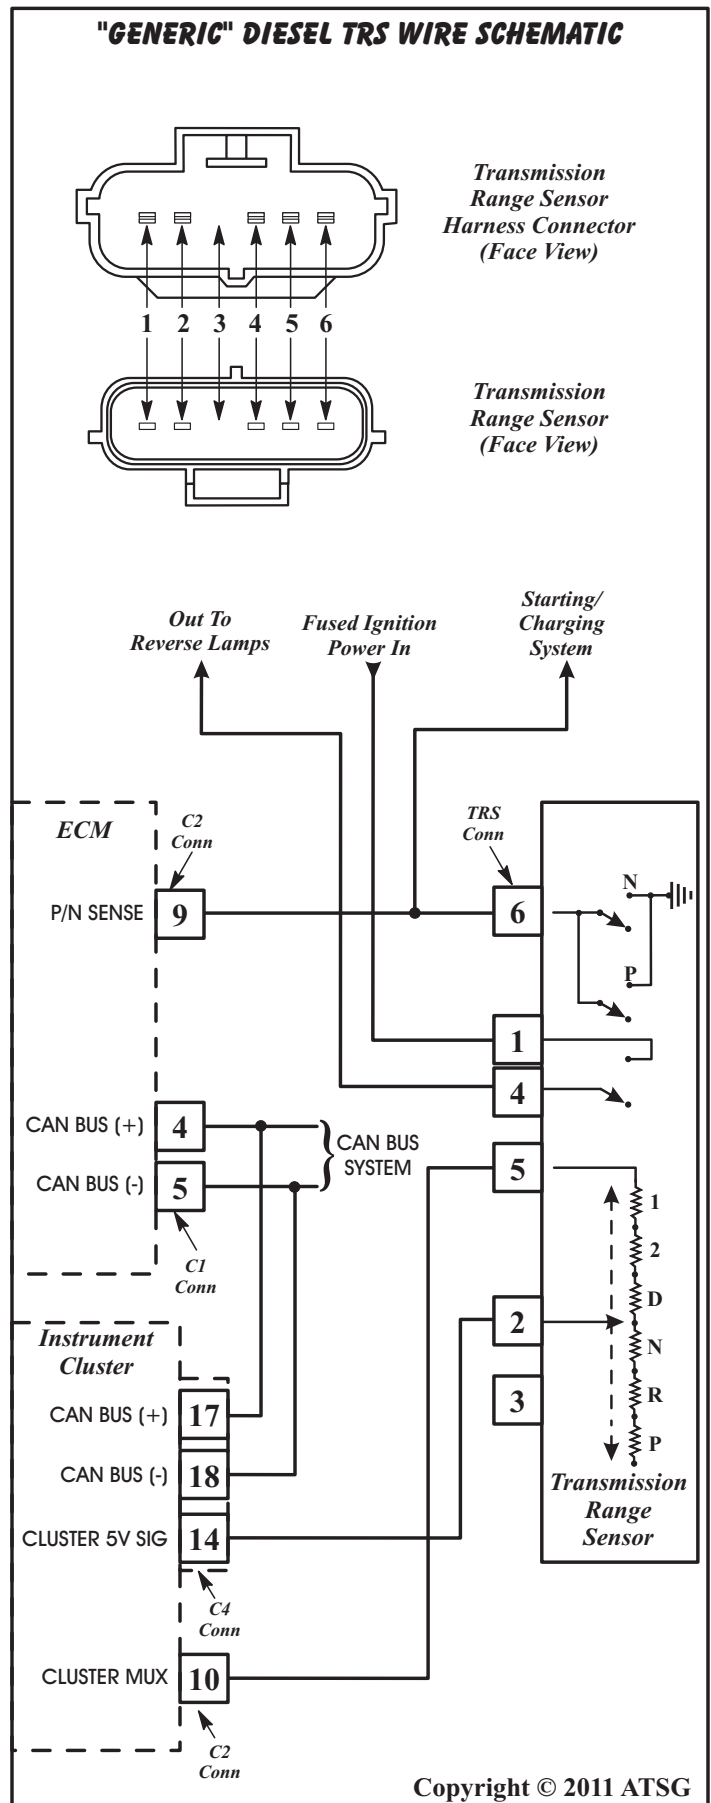 "GENERIC" DIESEL TRS WIRE SCHEMATIC
Transmission
Range Sensor
Harness Connector
(Face View)
1 2 3 4 5 6
Transmission
Range Sensor
(Face View)
Out To
Reverse Lamps
Fused Ignition
Power In
Starting/
Charging
System
ECM
C2
Conn
TRS
Conn
P/N SENSE
9
6
N
P
1
4
CAN BUS (+)
4
CAN BUS (-)
5
CAN BUS
SYSTEM
C1
Conn
5
1
2
D
N
R
P
2
3
Transmission
Range
Sensor
Instrument
Cluster
CAN BUS (+)
17
CAN BUS (-)
18
CLUSTER 5V SIG
14
C4
Conn
CLUSTER MUX
10
C2
Conn
Copyright © 2011 ATSG